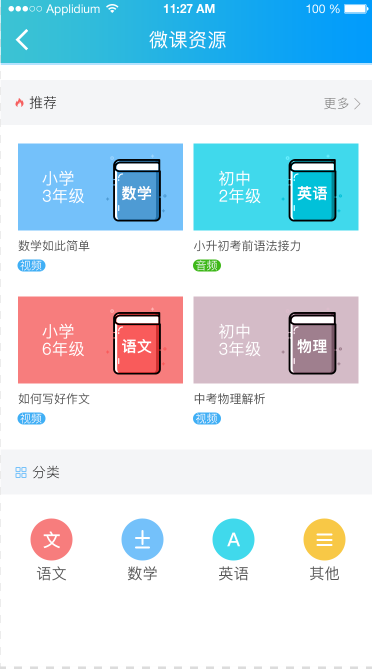 Applidium 11:27 AM 100 %
微课资源
推荐 更多
小学
3年级
数学
初中
2年级
英语
数学如此简单
视频
小升初考前语法接力
音频
小学
6年级
语文
初中
3年级
物理
如何写好作文
视频
中考物理解析
视频
分类
文 ± A
语文 数学 英语 其他